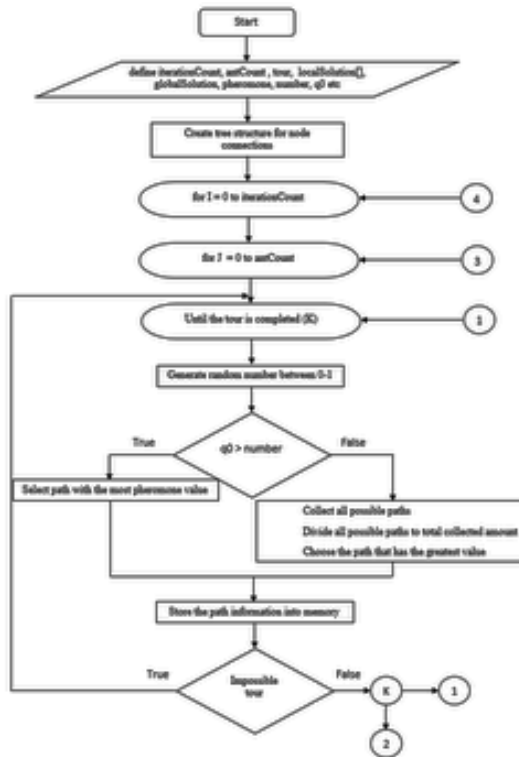 Start
define iterationCount, antCount , tour, localSolution[],
globalSolution, pheromone, number, q0 etc
Create tree structure for node
connections
for I = 0 to iterationCount
4
for J = 0 to antCount
3
Until the tour is completed (K)
1
Generate random number between 0-1
True
q0 > number
False
Select path with the most pheromone value
Collect all possible paths
Divide all possible paths to total collected amount
Choose the path that has the greatest value
Store the path information into memory
True
Impossible
tour
False
K
1
2